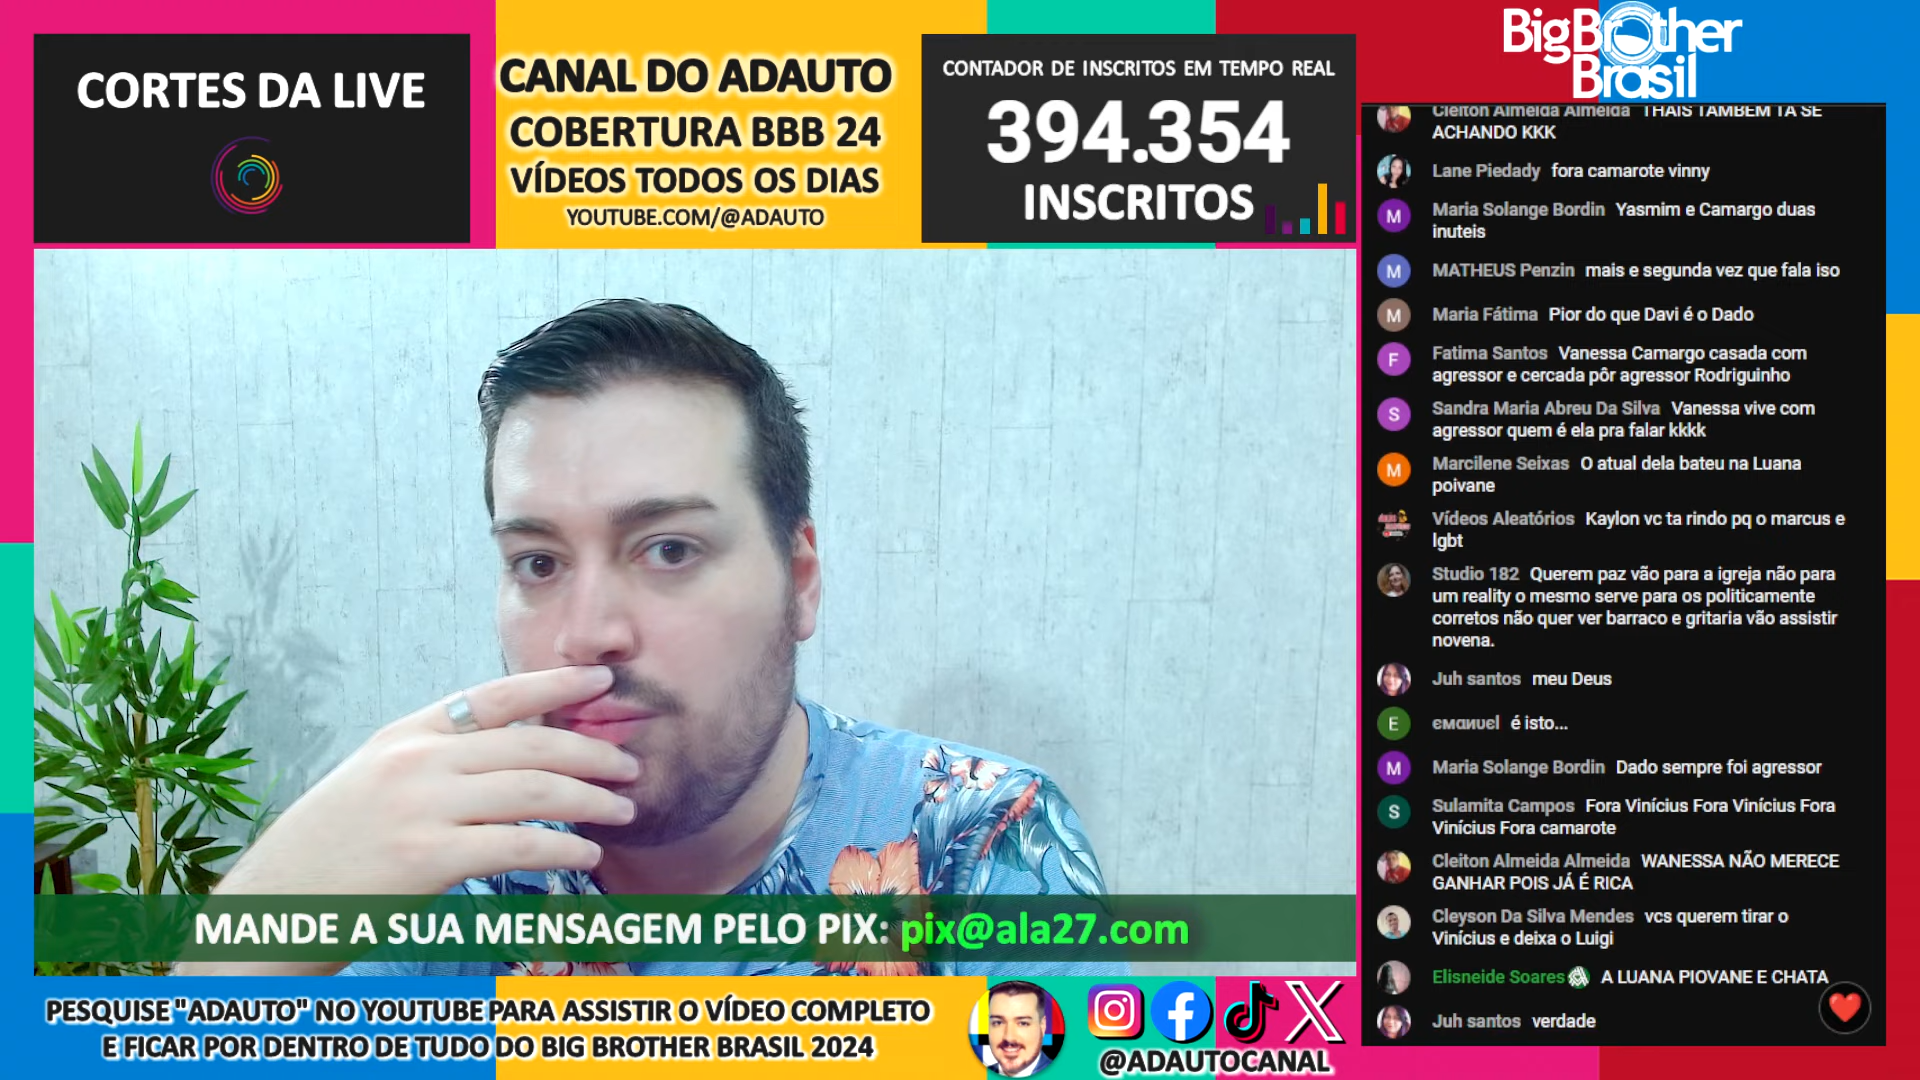 CORTES DA LIVE
CANAL DO ADAUTO
COBERTURA BBB 24
VÍDEOS TODOS OS DIAS
YOUTUBE.COM/@ADAUTO
CONTADOR DE INSCRITOS EM TEMPO REAL
394.354
INSCRITOS
BigBrother
Brasil
Cleiton Almeida Almeida THAIS TAMBÉM TA SE
ACHANDO KKK
Lane Piedady fora camarote vinny
M Maria Solange Bordin Yasmim e Camargo duas
inuteis
M MATHEUS Penzin mais e segunda vez que fala iso
M Maria Fátima Pior do que Davi é o Dado
F Fatima Santos Vanessa Camargo casada com
agressor e cercada pôr agressor Rodriguinho
S Sandra Maria Abreu Da Silva Vanessa vive com
agressor quem é ela pra falar kkkk
M Marcilene Seixas O atual dela bateu na Luana
poivane
Vídeos Aleatórios Kaylon vc ta rindo pq o marcus e
lgbt
Studio 182 Querem paz vão para a igreja não para
um reality o mesmo serve para os politicamente
corretos não quer ver barraco e gritaria vão assistir
novena.
Juh santos meu Deus
E ємαиυєl é isto...
M Maria Solange Bordin Dado sempre foi agressor
S Sulamita Campos Fora Vinícius Fora Vinícius Fora
Vinícius Fora camarote
Cleiton Almeida Almeida WANESSA NÃO MERECE
GANHAR POIS JÁ É RICA
Cleyson Da Silva Mendes vcs querem tirar o
Vinícius e deixa o Luigi
Elisneide Soares A LUANA PIOVANE E CHATA
Juh santos verdade
MANDE A SUA MENSAGEM PELO PIX: pix@ala27.com
PESQUISE "ADAUTO" NO YOUTUBE PARA ASSISTIR O VÍDEO COMPLETO
E FICAR POR DENTRO DE TUDO DO BIG BROTHER BRASIL 2024
@ADAUTOCANAL